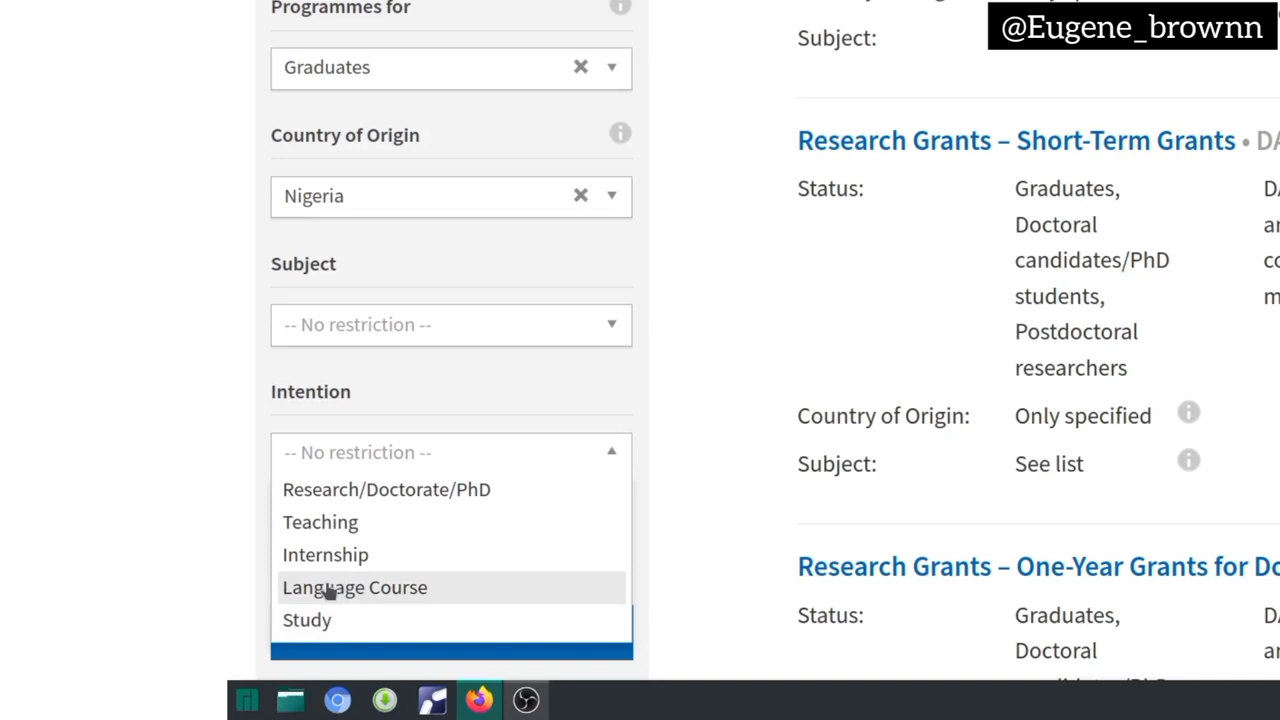 Programmes for
Graduates
Country of Origin
Nigeria
Subject
-- No restriction --
Intention
-- No restriction --
Research/Doctorate/PhD
Teaching
Internship
Language Course
Study
@Eugene_brownn
Subject:
Research Grants – Short-Term Grants •
Status:
Graduates,
Doctoral
candidates/PhD
students,
Postdoctoral
researchers
Country of Origin:
Only specified
Subject:
See list
Research Grants – One-Year Grants for
Status:
Graduates,
Doctoral